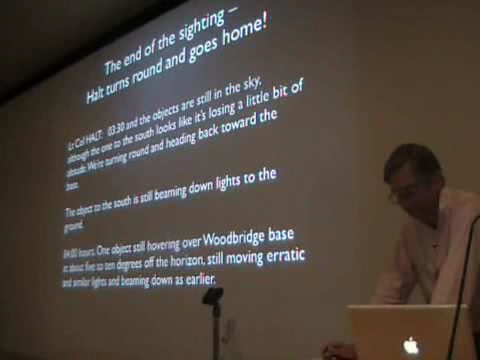 The end of the sighting –
Halt turns round and goes home!
Lt Col HALT: 03:30 and the objects are still in the sky,
although the one to the south looks like it's losing a little bit of
altitude. We're turning round and heading back toward the
base.
The object to the south is still beaming down lights to the
ground.
04:00 hours. One object still hovering over Woodbridge base
at about five to ten degrees off the horizon, still moving erratic
and similar lights and beaming down as earlier.